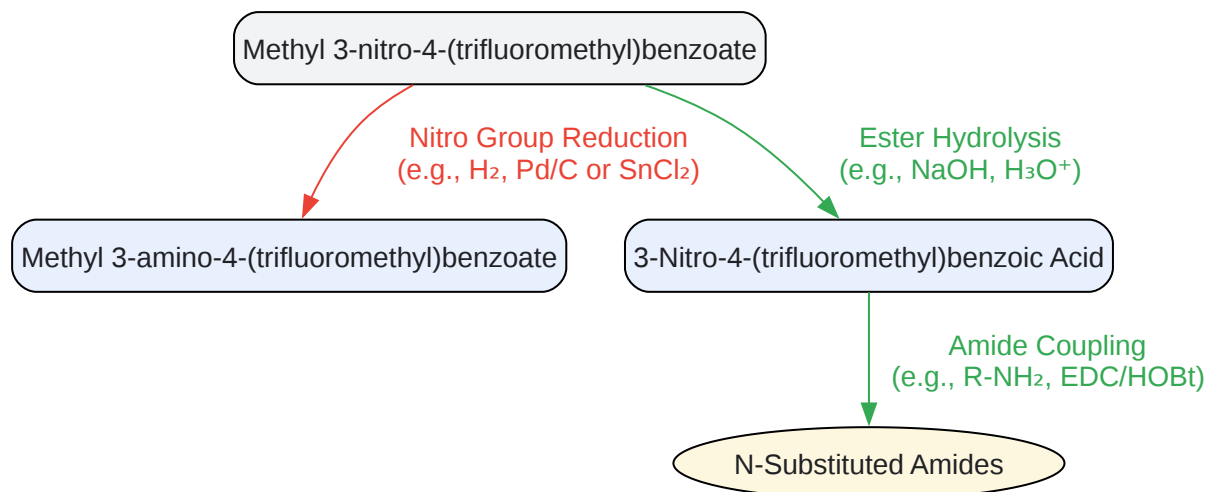 Methyl 3-nitro-4-(trifluoromethyl)benzoate
Nitro Group Reduction
(e.g., H₂, Pd/C or SnCl₂)
Ester Hydrolysis
(e.g., NaOH, H₃O⁺)
Methyl 3-amino-4-(trifluoromethyl)benzoate
3-Nitro-4-(trifluoromethyl)benzoic Acid
Amide Coupling
(e.g., R-NH₂, EDC/HOBt)
N-Substituted Amides